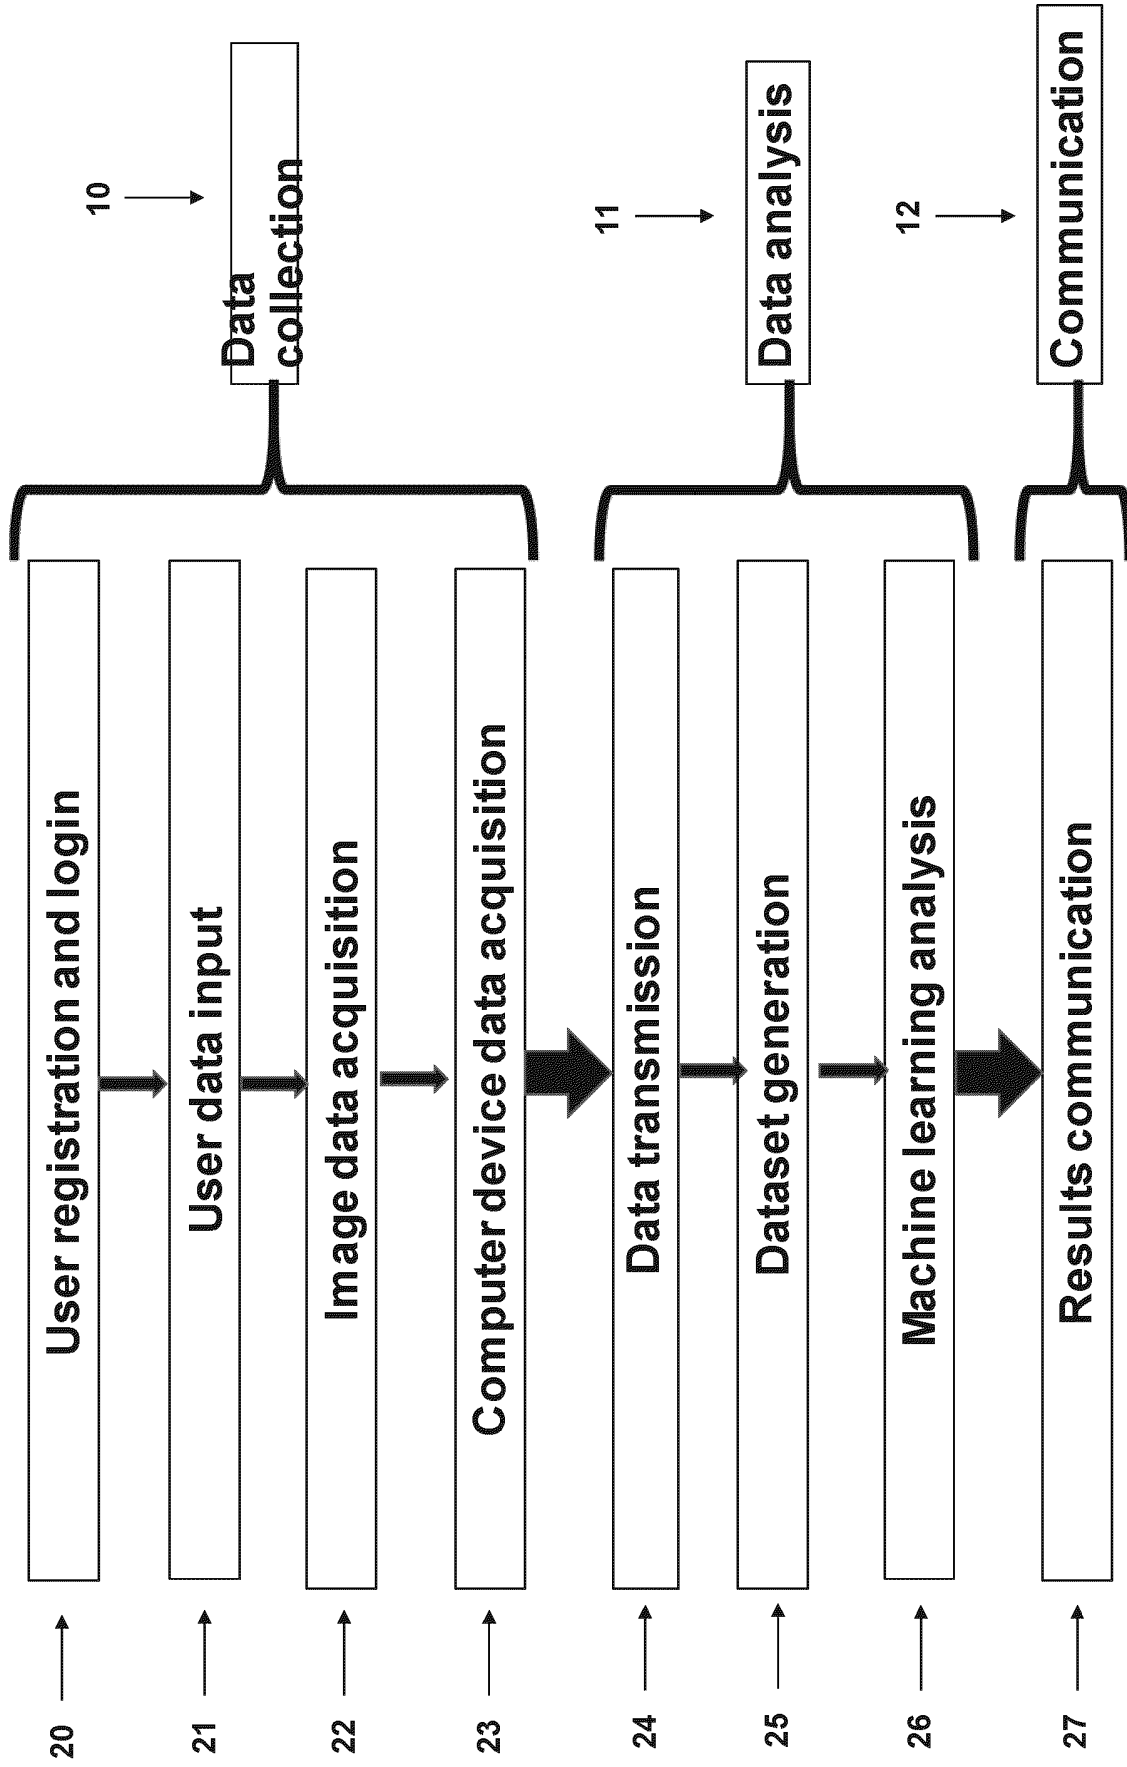 20
User registration and login
10
21
User data input
Data
collection
22
Image data acquisition
23
Computer device data acquisition
11
24
Data transmission
25
Dataset generation
Data analysis
12
26
Machine learning analysis
27
Results communication
Communication